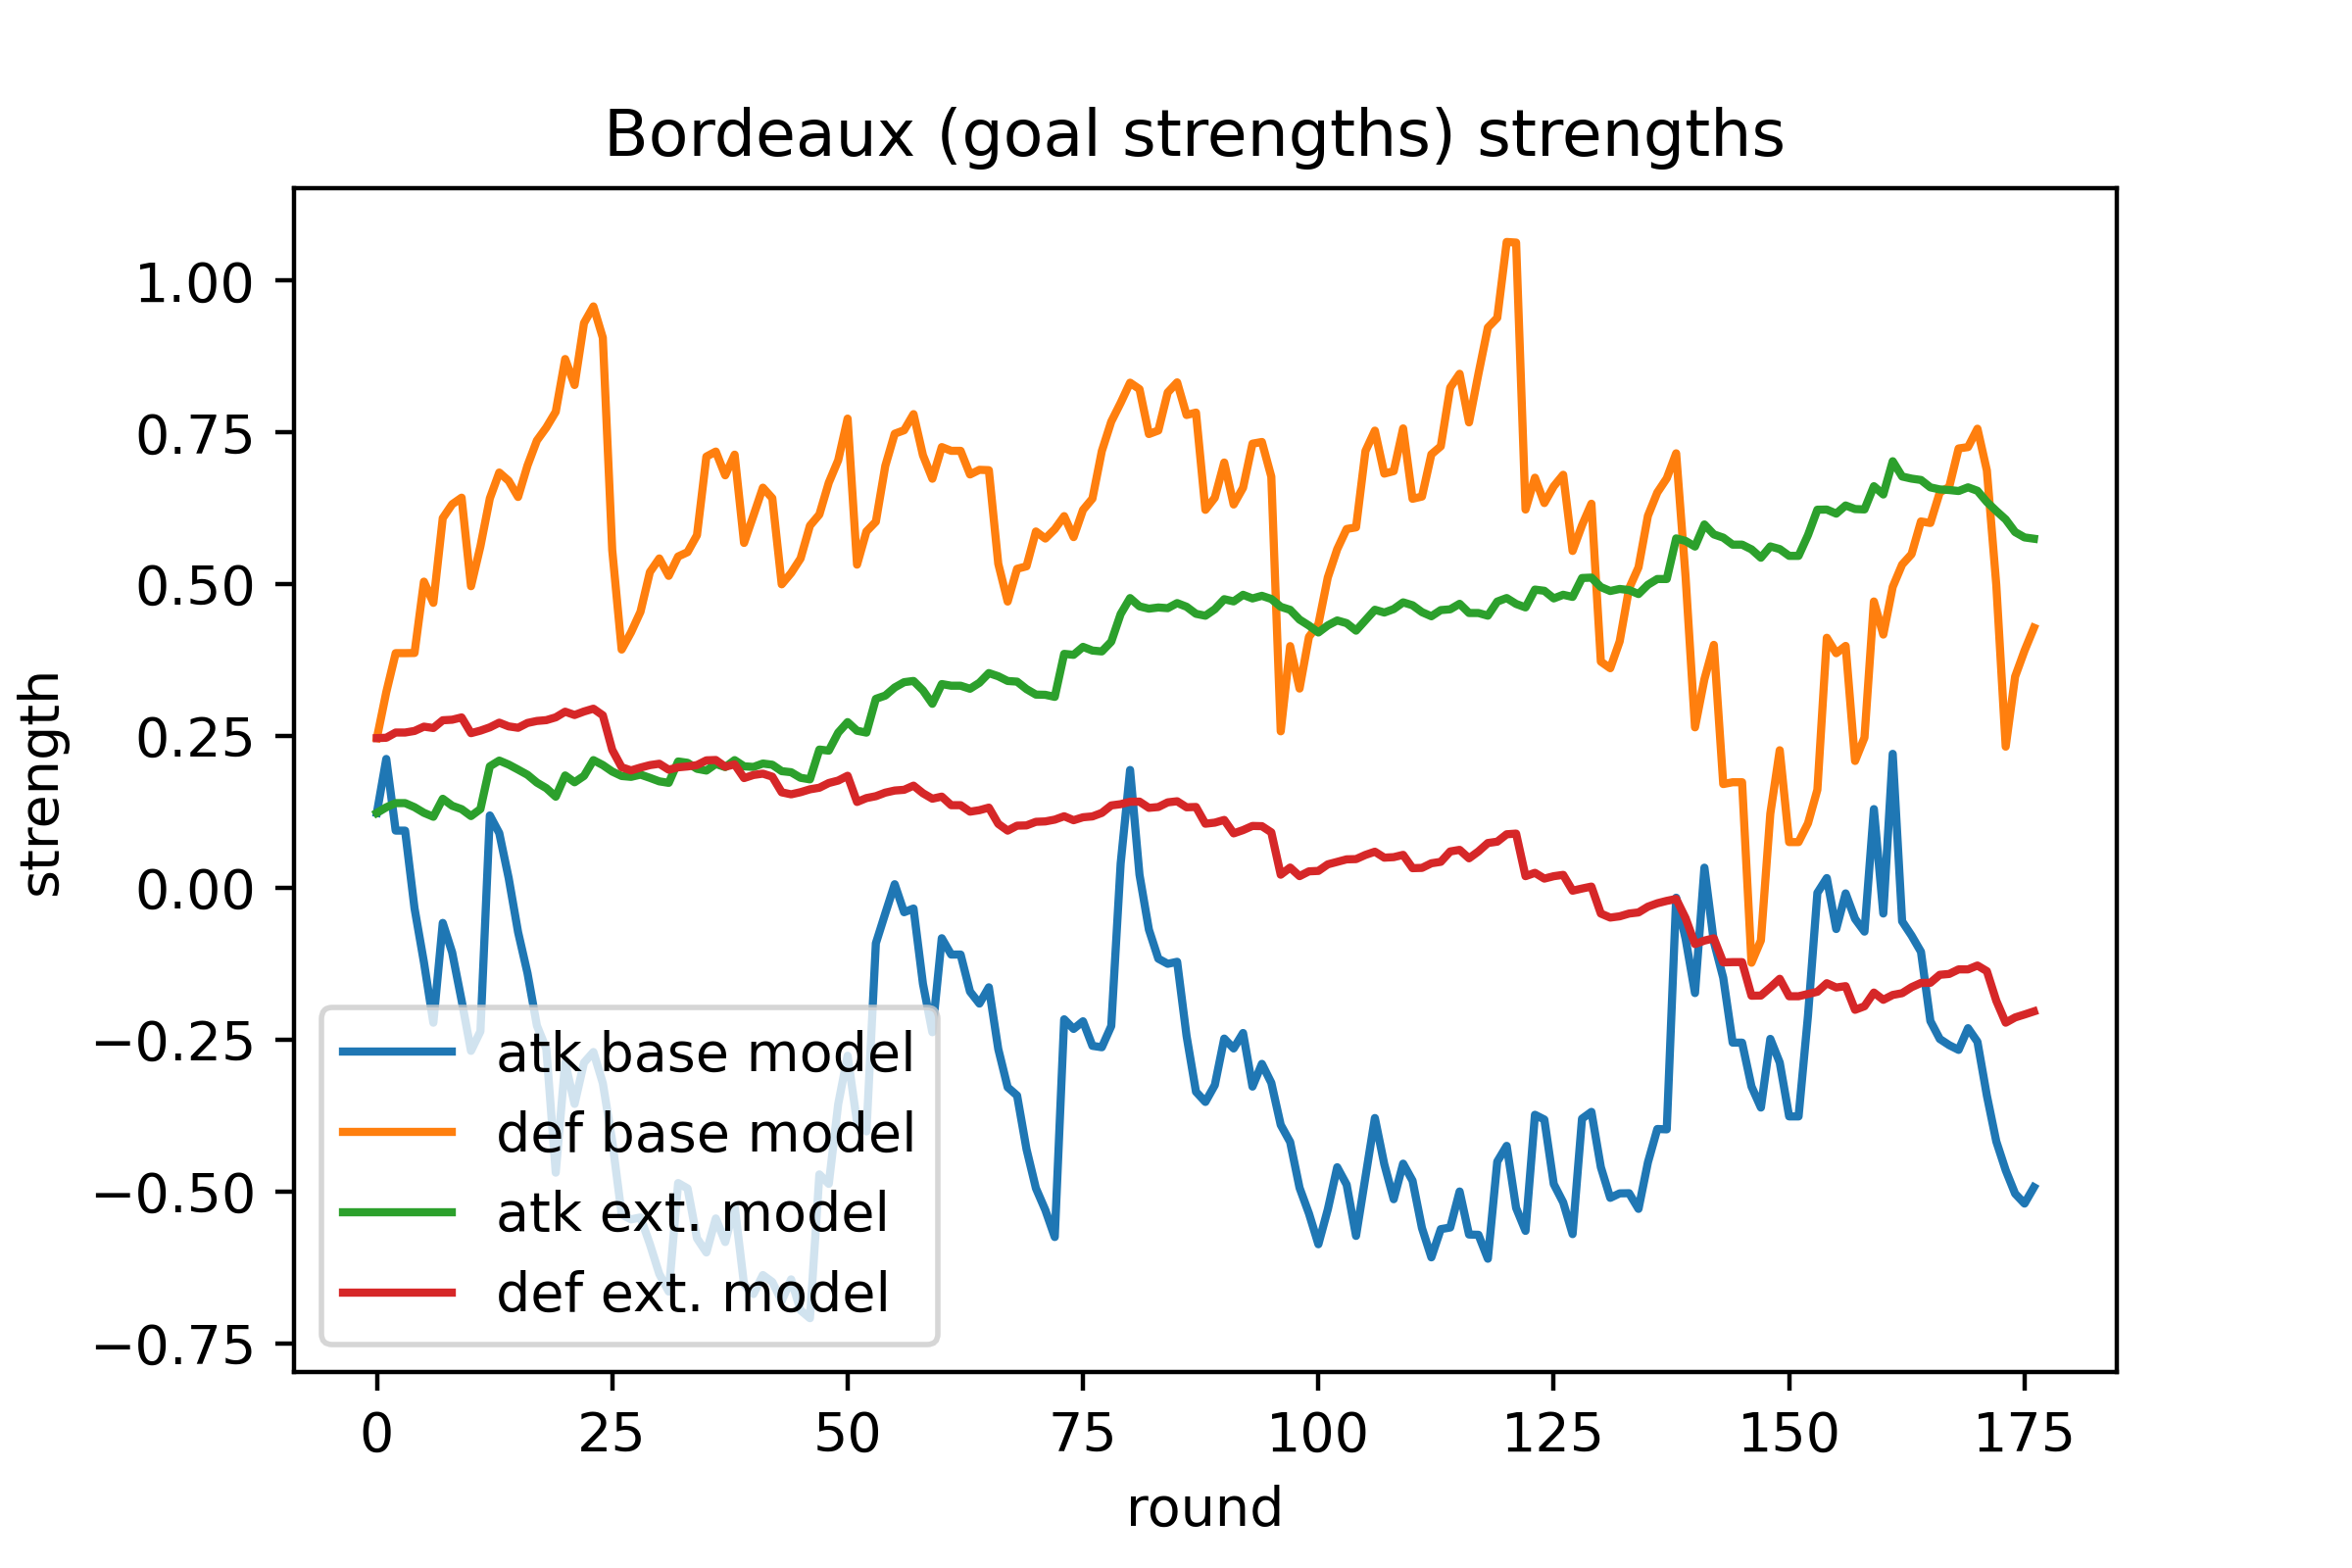 Bordeaux (goal strengths) strengths
1.00
0.75
0.50
0.25
0.00
−0.25
−0.50
−0.75
strength
atk base model
def base model
atk ext. model
def ext. model
0 25 50 75 100 125 150 175
round